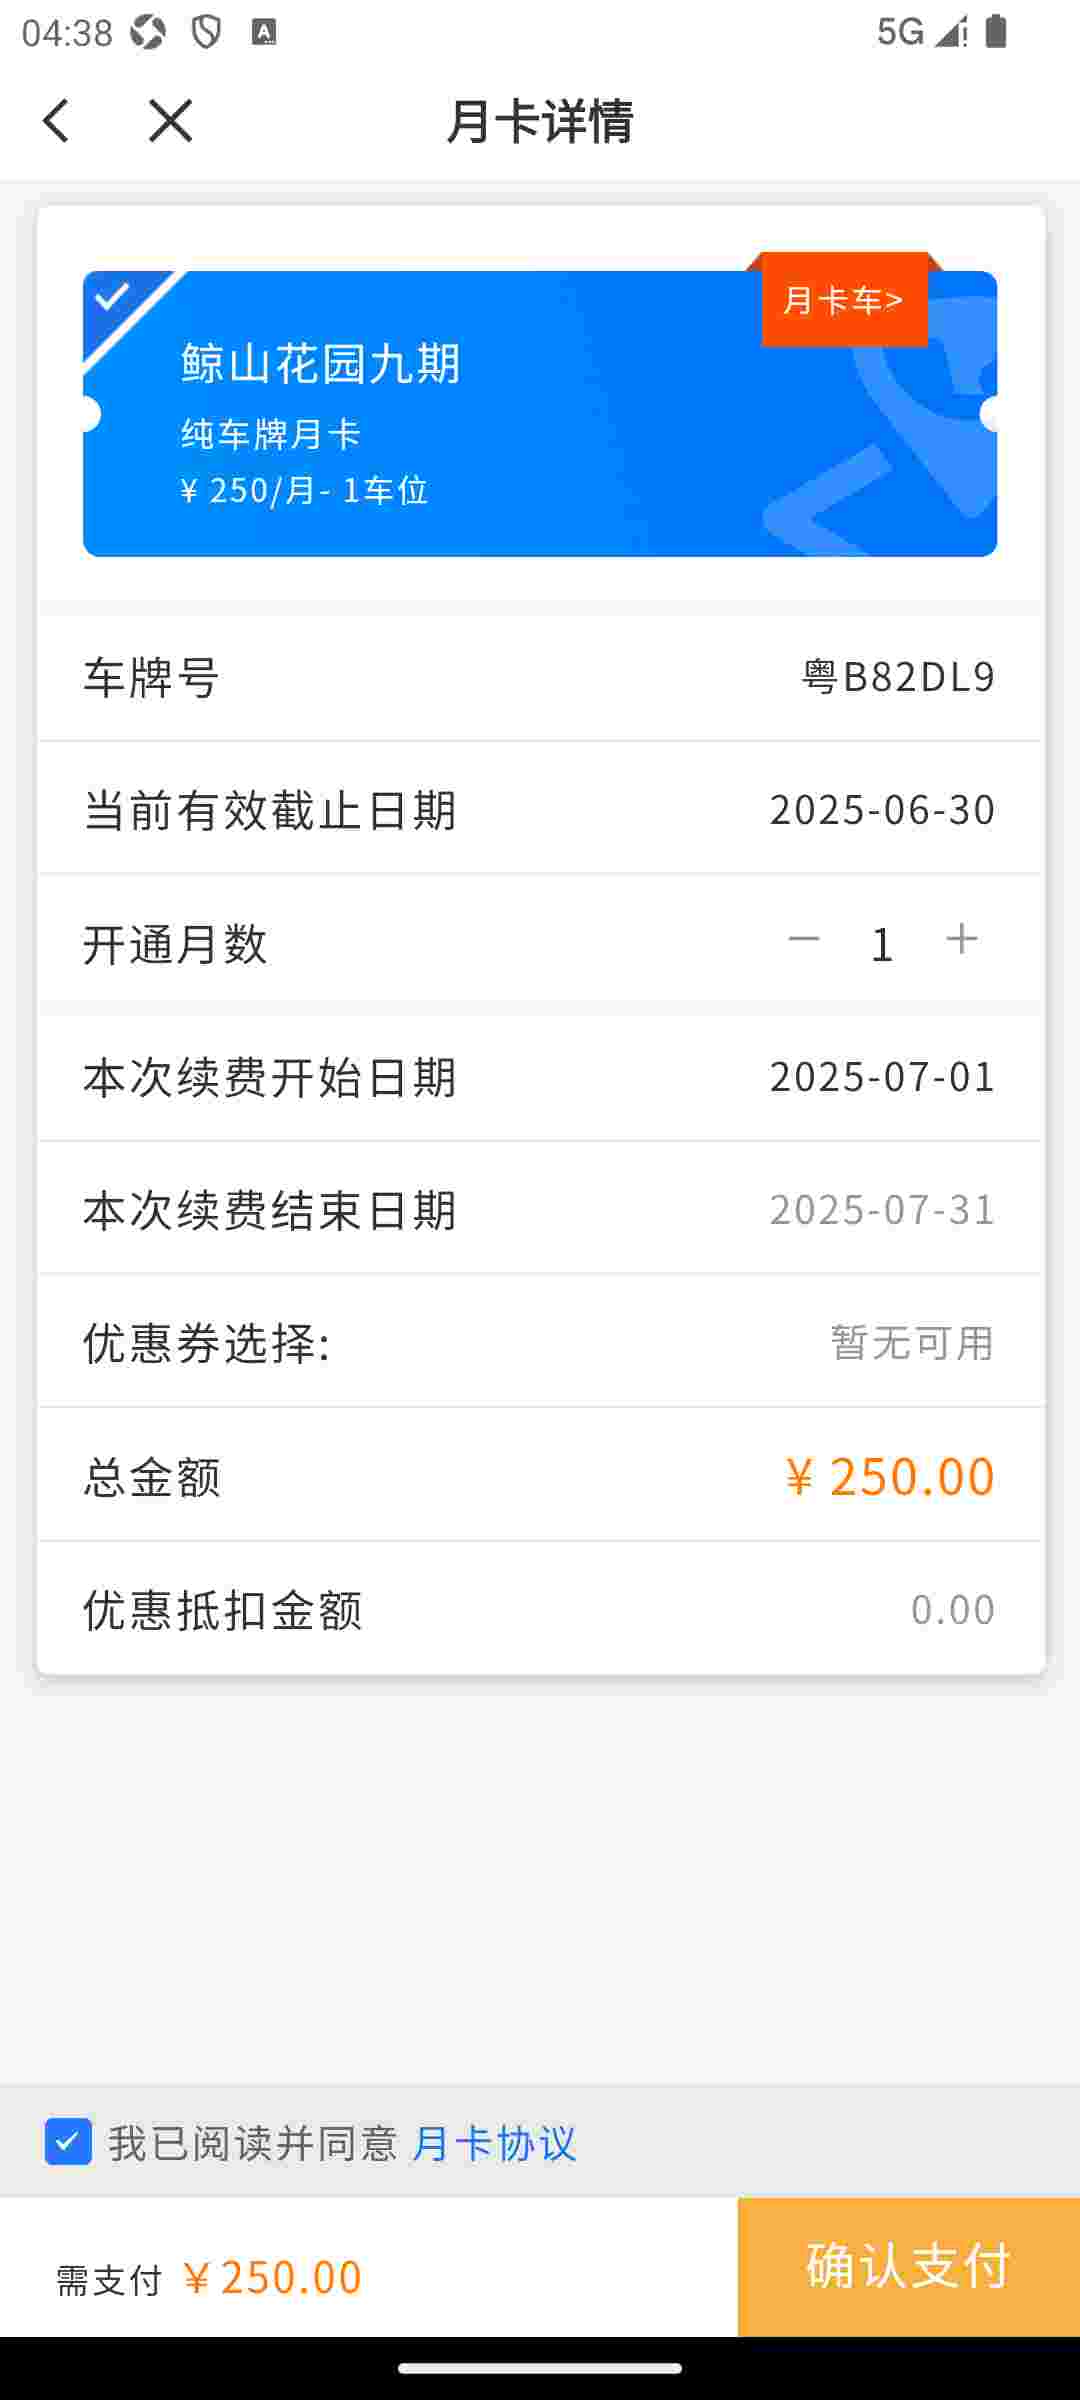 04:38
5G
月卡详情
月卡车>
鲸山花园九期
纯车牌月卡
¥ 250/月- 1车位
车牌号 粤B82DL9
当前有效截止日期 2025-06-30
开通月数 － 1 +
本次续费开始日期 2025-07-01
本次续费结束日期 2025-07-31
优惠券选择: 暂无可用
总金额 ¥ 250.00
优惠抵扣金额 0.00
我已阅读并同意 月卡协议
需支付 ¥250.00
确认支付